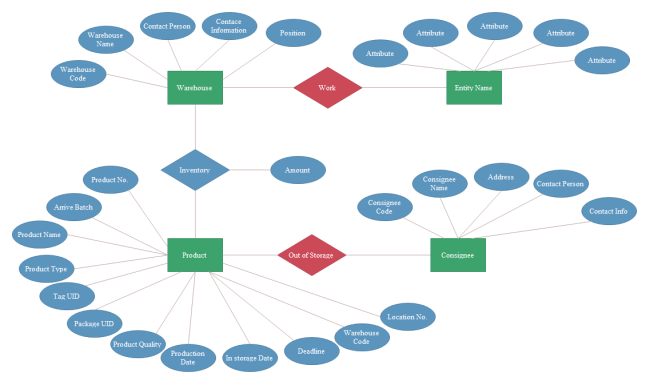 Contact Person
Contace
Information
Warehouse
Name
Position
Warehouse
Code
Attribute
Attribute
Attribute
Attribute
Attribute
Warehouse
Work
Entity Name
Inventory
Amount
Product No.
Arrive Batch
Product Name
Product Type
Tag UID
Package UID
Product Quality
Production
Date
In storage Date
Deadline
Warehouse
Code
Location No.
Product
Out of Storage
Consignee
Consignee
Code
Consignee
Name
Address
Contact Person
Contact Info